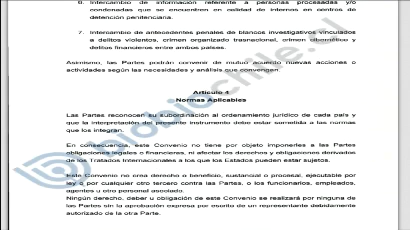 6. Intercambio de información referente a personas procesadas y/o
condenadas que se encuentren en calidad de internos en centros de
detención penitenciaria.
7. Intercambio de antecedentes penales de blancos investigativos vinculados
a delitos violentos, crimen organizado trasnacional, crimen cibernético y
delitos financieros entre ambos países.
Asimismo, las Partes podrán convenir de mutuo acuerdo nuevas acciones o
actividades según las necesidades y análisis que convengan.
Artículo 4
Normas Aplicables
Las Partes reconocen su subordinación al ordenamiento jurídico de cada país y
que la interpretación del presente instrumento debe estar sometida a las normas
que los integran.
En consecuencia, este Convenio no tiene por objeto imponerles a las Partes
obligaciones legales o financieras, ni afectar los derechos y obligaciones derivados
de los Tratados Internacionales a los que los Estados pueden estar sujetos.
Este Convenio no crea derecho o beneficio, sustancial o procesal, ejecutable por
ley o por cualquier otro tercero contra las Partes, o los funcionarios, empleados,
agentes u otro personal asociado.
Ningún derecho, deber u obligación de este Convenio se realizará por ninguna de
las Partes sin la aprobación expresa por escrito de un representante debidamente
autorizado de la otra Parte.
biobiochile.cl